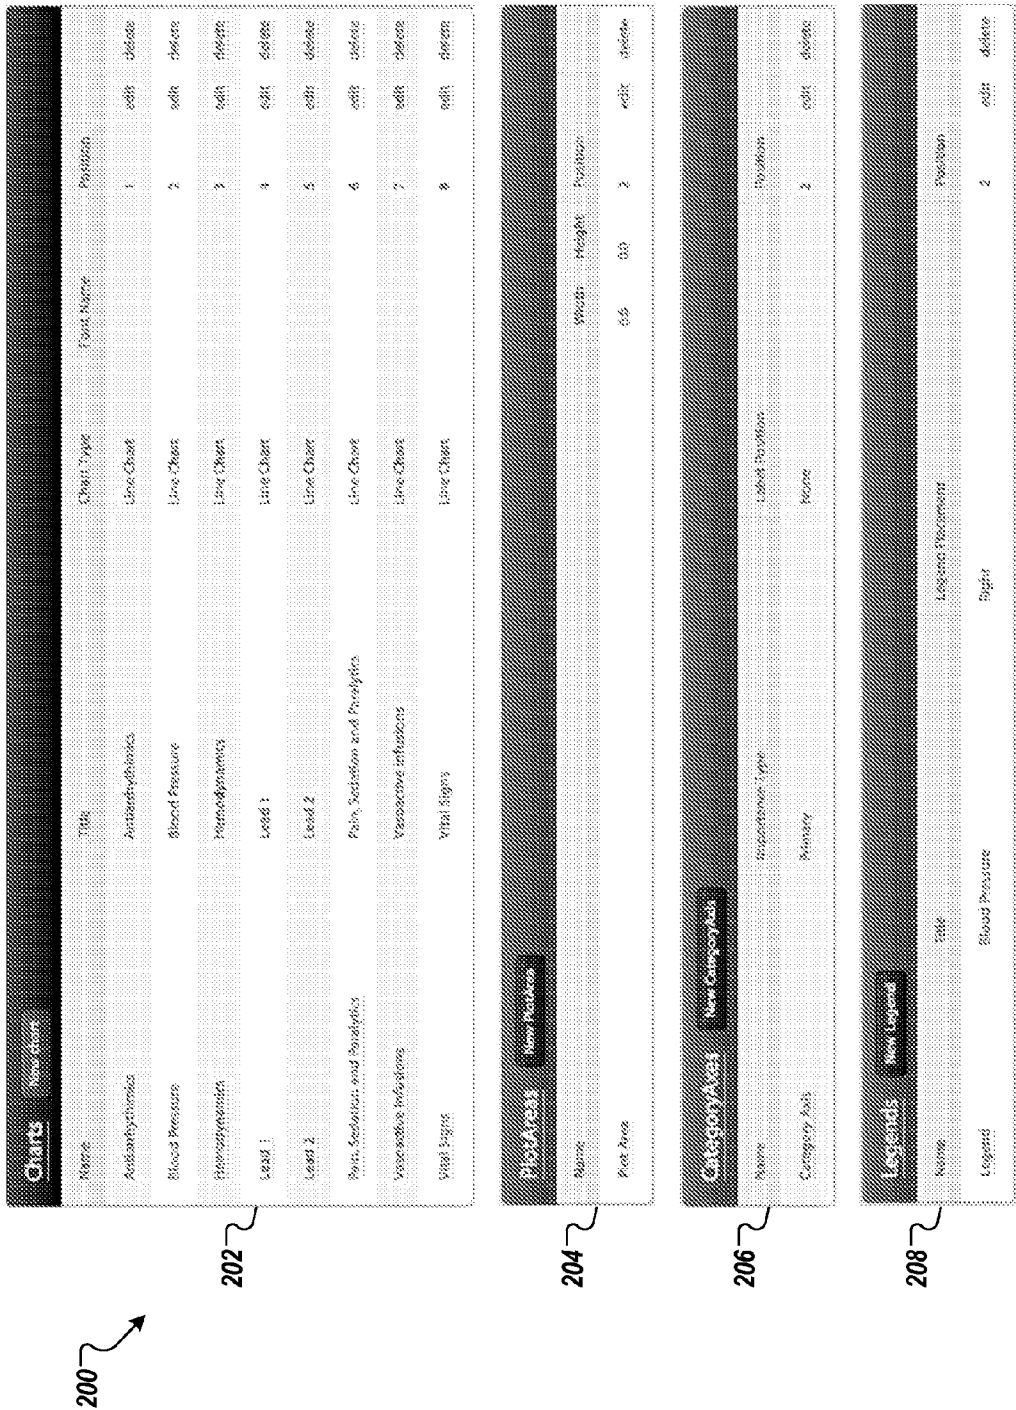 200
202
Charts New chart
Name Title Chart Type Font Name Position
Antiarrhythmics Antiarrhythmics Line Chart 1 edit delete
Blood Pressure Blood Pressure Line Chart 2 edit delete
Hemodynamics Hemodynamics Line Chart 3 edit delete
Lead 1 Lead 1 Line Chart 4 edit delete
Lead 2 Lead 2 Line Chart 5 edit delete
Pain, Sedation and Paralytics Pain, Sedation and Paralytics Line Chart 6 edit delete
Vasoactive Infusions Vasoactive Infusions Line Chart 7 edit delete
Vital Signs Vital Signs Line Chart 8 edit delete
204
PlotAreas New PlotArea
Name Width Height Position
Plot Area 2 edit delete
206
CategoryAxes New CategoryAxis
Name Importance Type Label Position Position
Category Axis Primary None 2 edit delete
208
Legends New Legend
Name Title Legend Placement Position
Legend Blood Pressure Right 2 edit delete